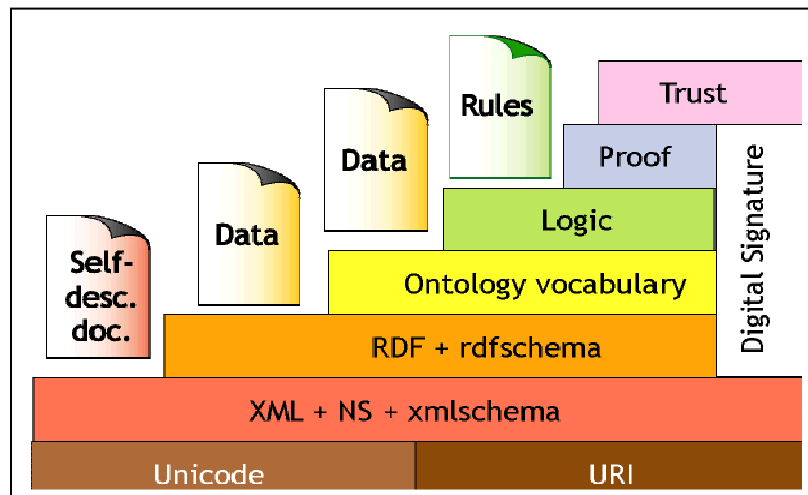 Rules
Trust
Data
Proof
Data
Logic
Self-
desc.
doc.
Ontology vocabulary
Digital Signature
RDF + rdfschema
XML + NS + xmlschema
Unicode
URI